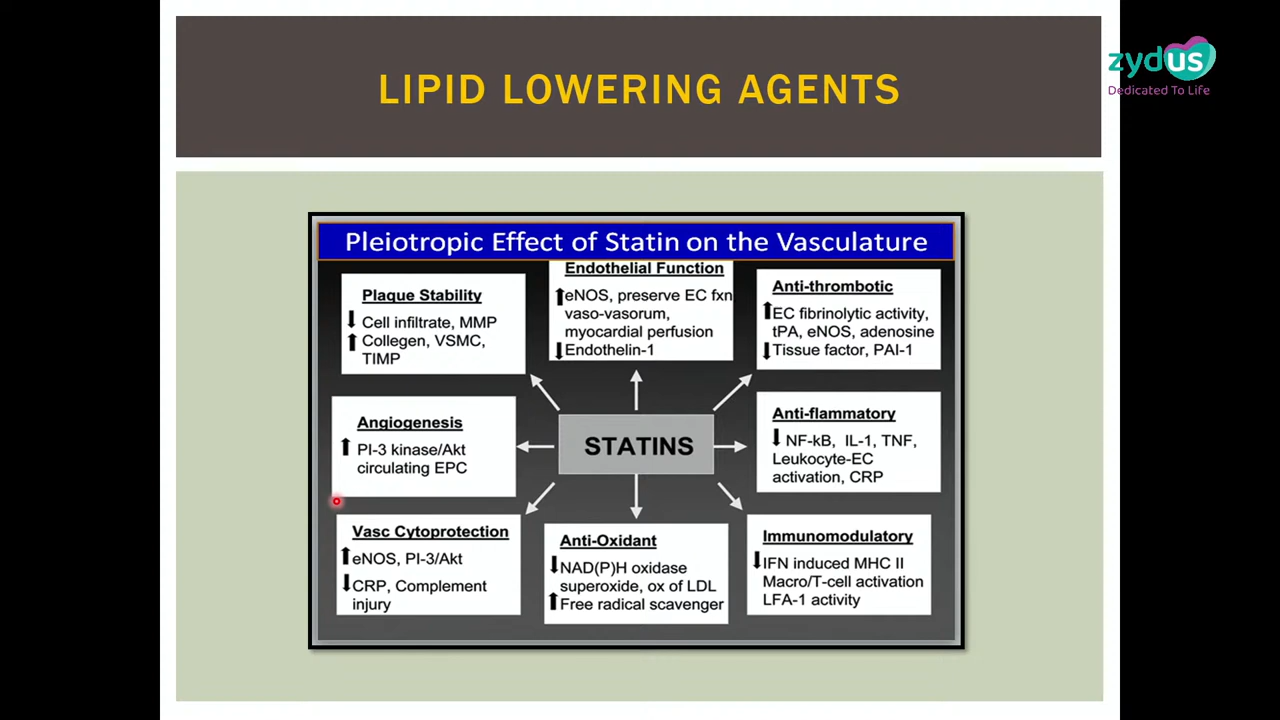 LIPID LOWERING AGENTS
zydus
Dedicated To Life
Pleiotropic Effect of Statin on the Vasculature
Plaque Stability
⬇ Cell infiltrate, MMP
⬆ Collegen, VSMC,
TIMP
Endothelial Function
⬆eNOS, preserve EC fxn
vaso-vasorum,
myocardial perfusion
⬇Endothelin-1
Anti-thrombotic
⬆EC fibrinolytic activity,
tPA, eNOS, adenosine
⬇Tissue factor, PAI-1
Angiogenesis
⬆ PI-3 kinase/Akt
circulating EPC
STATINS
Anti-flammatory
⬇ NF-kB, IL-1, TNF,
Leukocyte-EC
activation, CRP
Vasc Cytoprotection
⬆eNOS, PI-3/Akt
⬇CRP, Complement
injury
Anti-Oxidant
⬇NAD(P)H oxidase
superoxide, ox of LDL
⬆Free radical scavenger
Immunomodulatory
⬇IFN induced MHC II
Macro/T-cell activation
LFA-1 activity